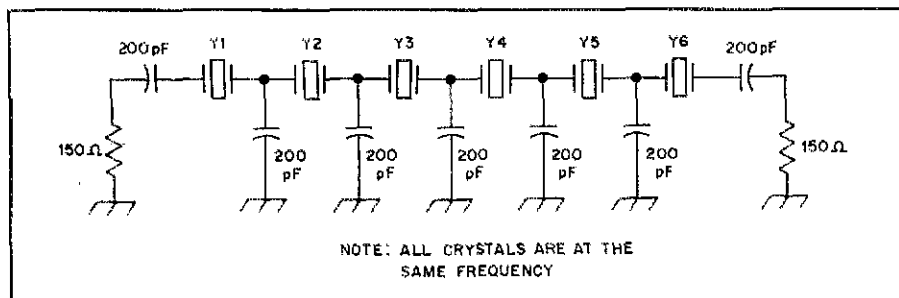 200pF Y1 Y2 Y3 Y4 Y5 Y6 200pF
150Ω 200 pF 200 pF 200 pF 200 pF 200 pF 150Ω
NOTE: ALL CRYSTALS ARE AT THE
SAME FREQUENCY